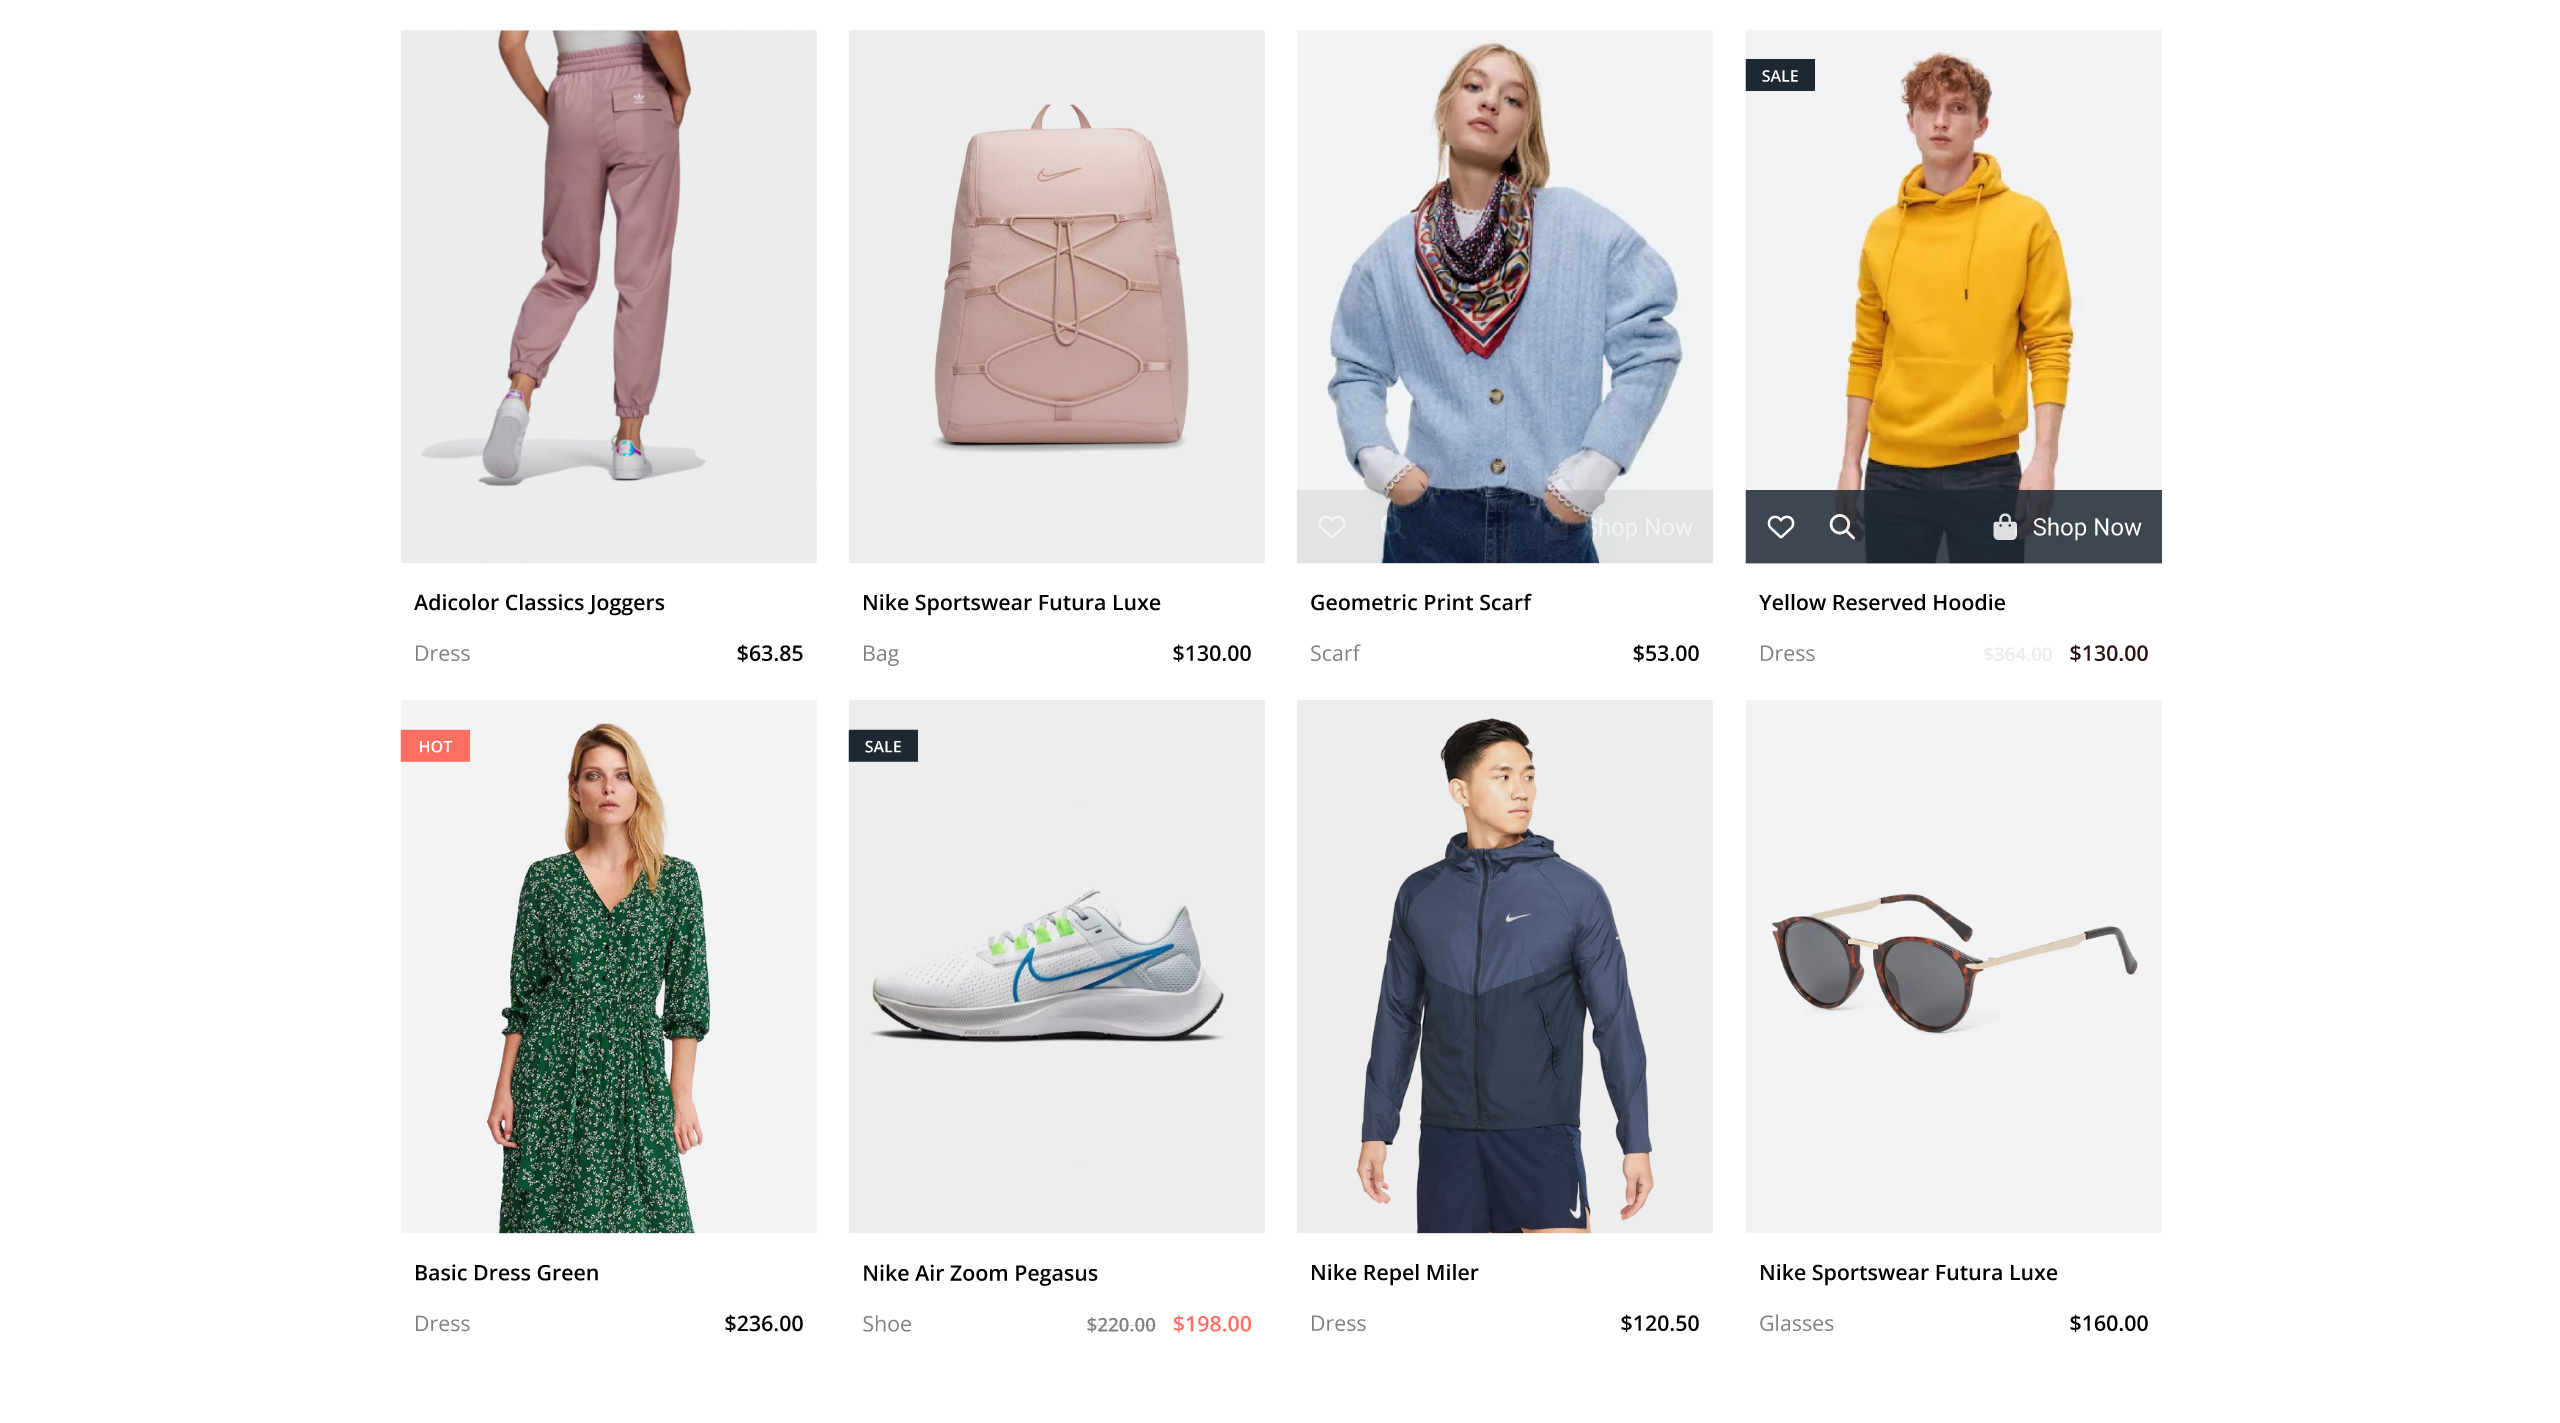 SALE
Shop Now
Shop Now
Adicolor Classics Joggers
Nike Sportswear Futura Luxe
Geometric Print Scarf
Yellow Reserved Hoodie
Dress
$63.85
Bag
$130.00
Scarf
$53.00
Dress
$364.00
$130.00
HOT
SALE
Basic Dress Green
Nike Air Zoom Pegasus
Nike Repel Miler
Nike Sportswear Futura Luxe
Dress
$236.00
Shoe
$220.00
$198.00
Dress
$120.50
Glasses
$160.00